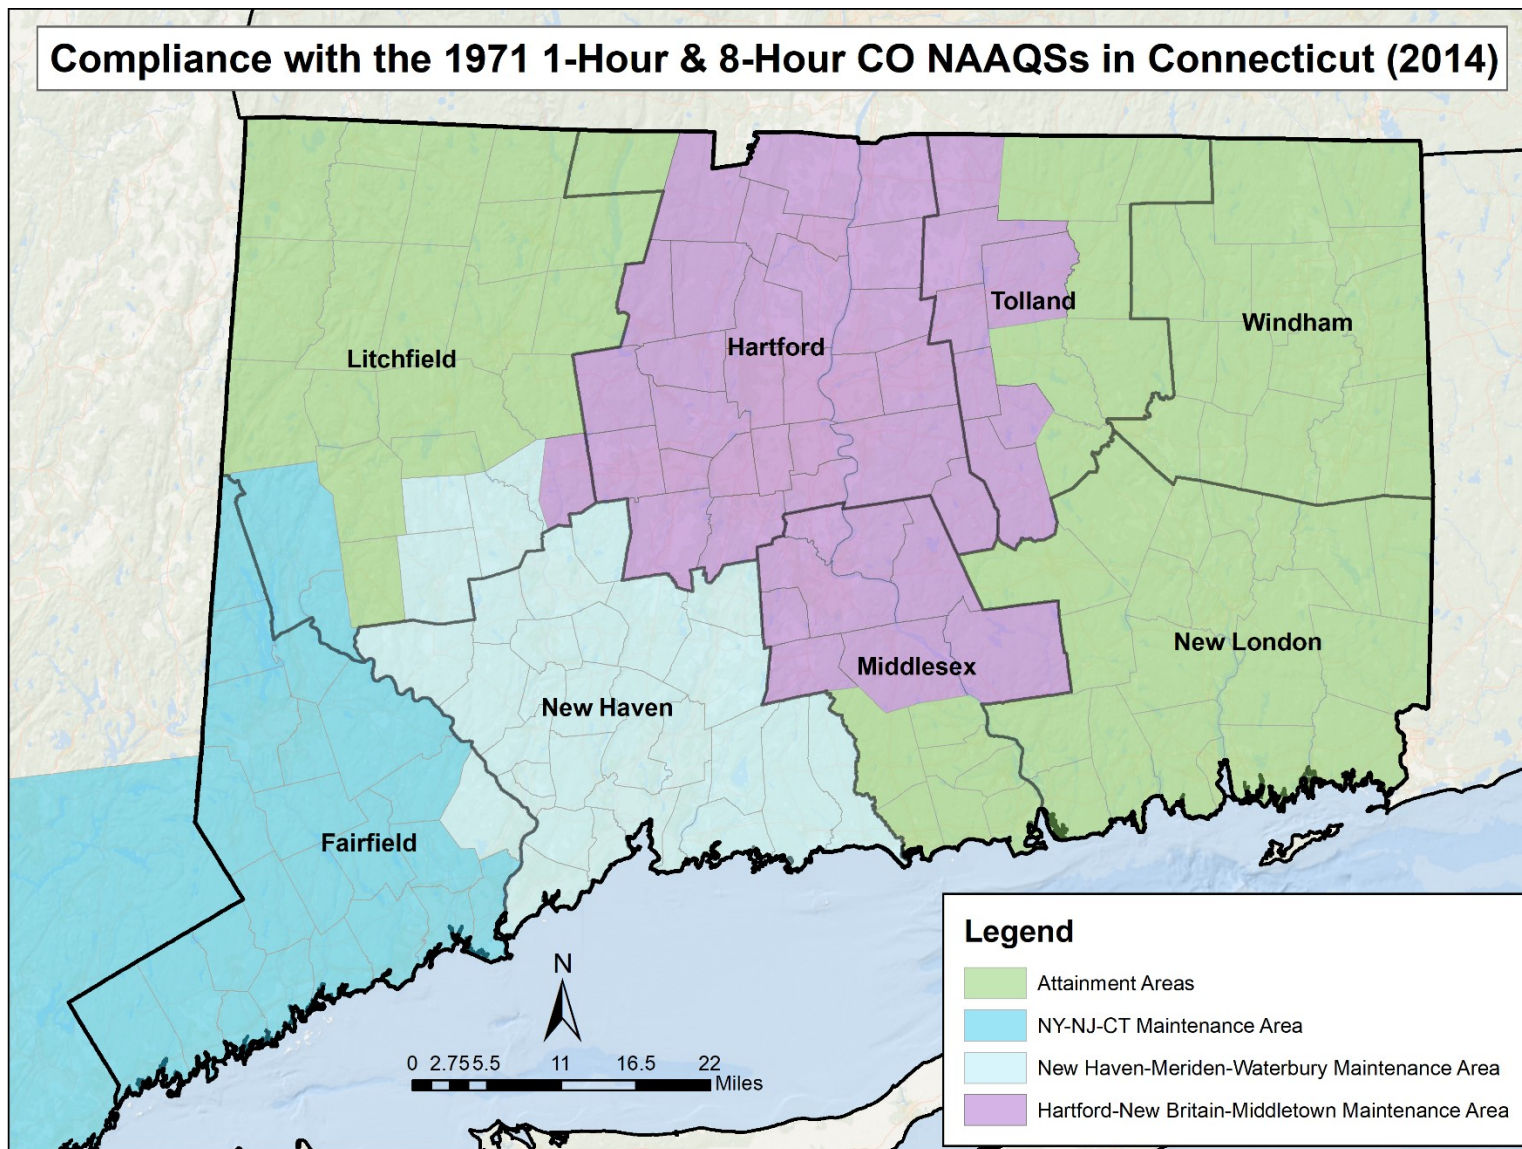 Compliance with the 1971 1-Hour & 8-Hour CO NAAQSs in Connecticut (2014)
Tolland
Windham
Hartford
Litchfield
New London
Middlesex
New Haven
Fairfield
Legend
Attainment Areas
NY-NJ-CT Maintenance Area
New Haven-Meriden-Waterbury Maintenance Area
Hartford-New Britain-Middletown Maintenance Area
N
0 2.75 5.5 11 16.5 22
Miles